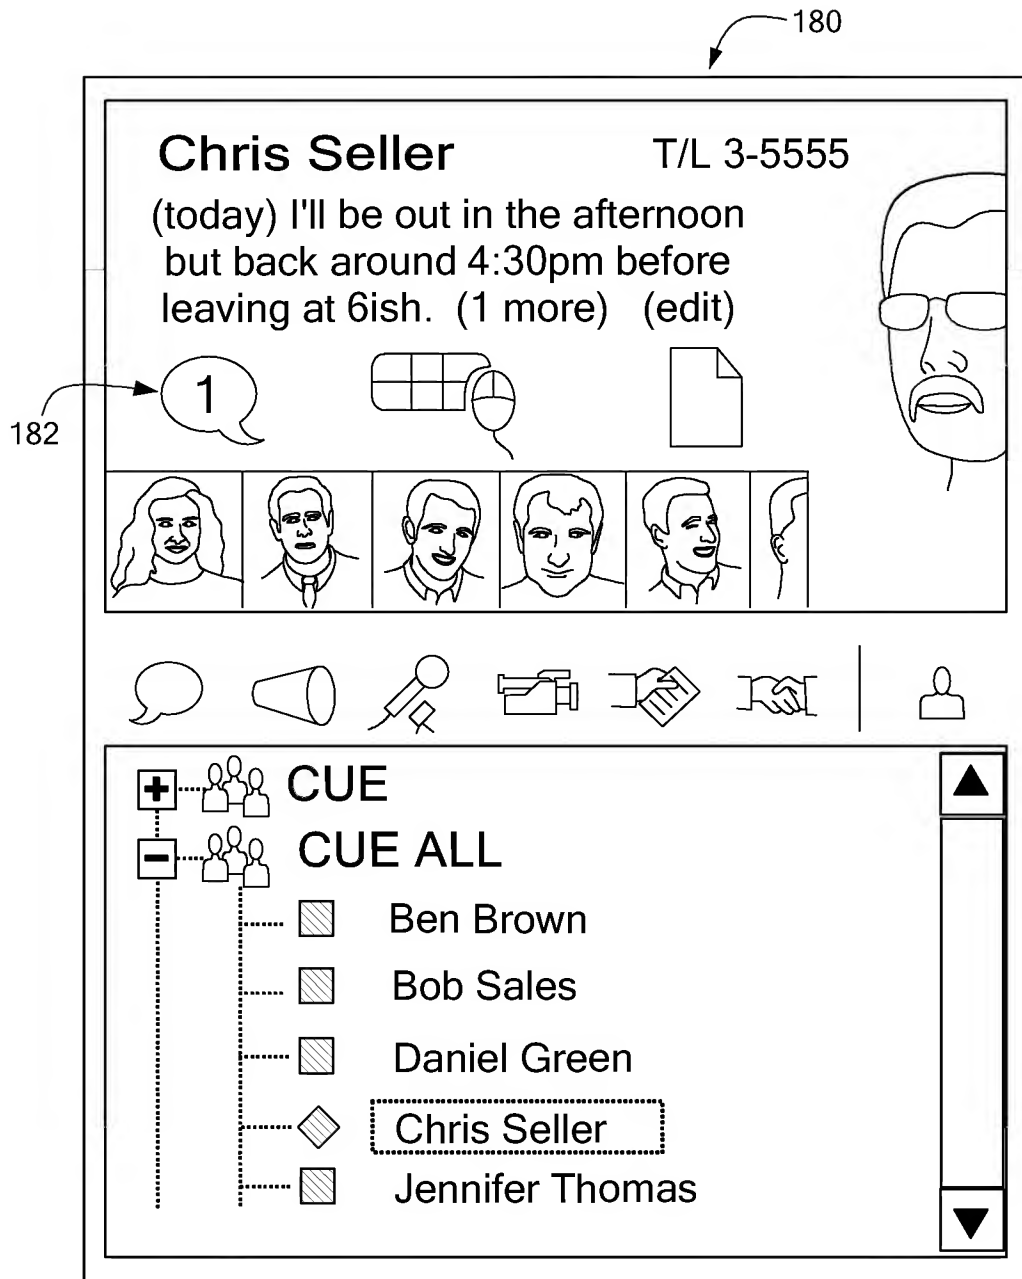 180
Chris Seller T/L 3-5555
(today) I'll be out in the afternoon
but back around 4:30pm before
leaving at 6ish. (1 more) (edit)
1
182
CUE
CUE ALL
Ben Brown
Bob Sales
Daniel Green
Chris Seller
Jennifer Thomas